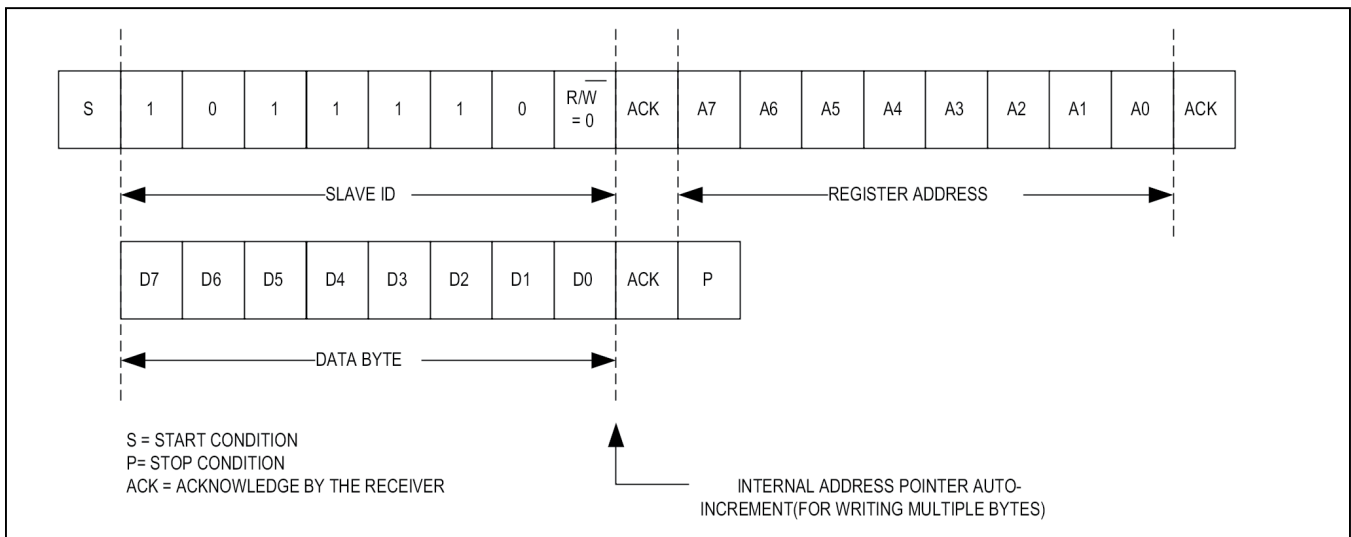 S 1 0 1 1 1 1 0 R/W̅ = 0 ACK A7 A6 A5 A4 A3 A2 A1 A0 ACK
SLAVE ID REGISTER ADDRESS
D7 D6 D5 D4 D3 D2 D1 D0 ACK P
DATA BYTE
S = START CONDITION
P= STOP CONDITION
ACK = ACKNOWLEDGE BY THE RECEIVER
INTERNAL ADDRESS POINTER AUTO-
INCREMENT(FOR WRITING MULTIPLE BYTES)